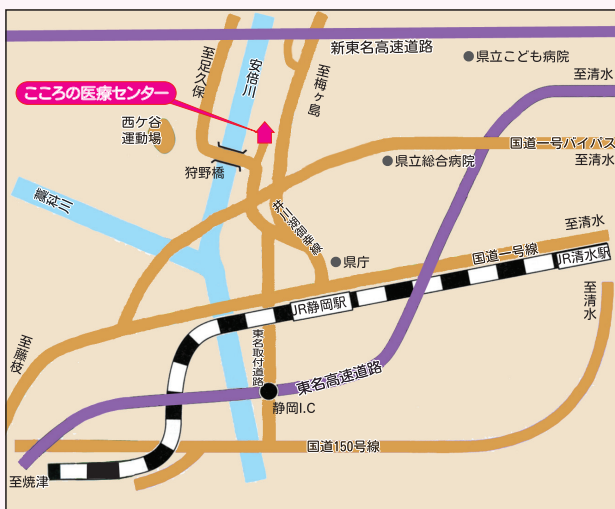 新東名高速道路
県立こども病院
至清水
至足久保
安倍川
至梅ヶ島
こころの医療センター
西ケ谷
運動場
狩野橋
国道一号バイパス
至清水
県立総合病院
藁科川
井川湖御幸線
県庁
至清水
国道一号線
JR清水駅
JR静岡駅
至清水
至藤枝
東名取付道路
東名高速道路
静岡I.C
国道150号線
至焼津